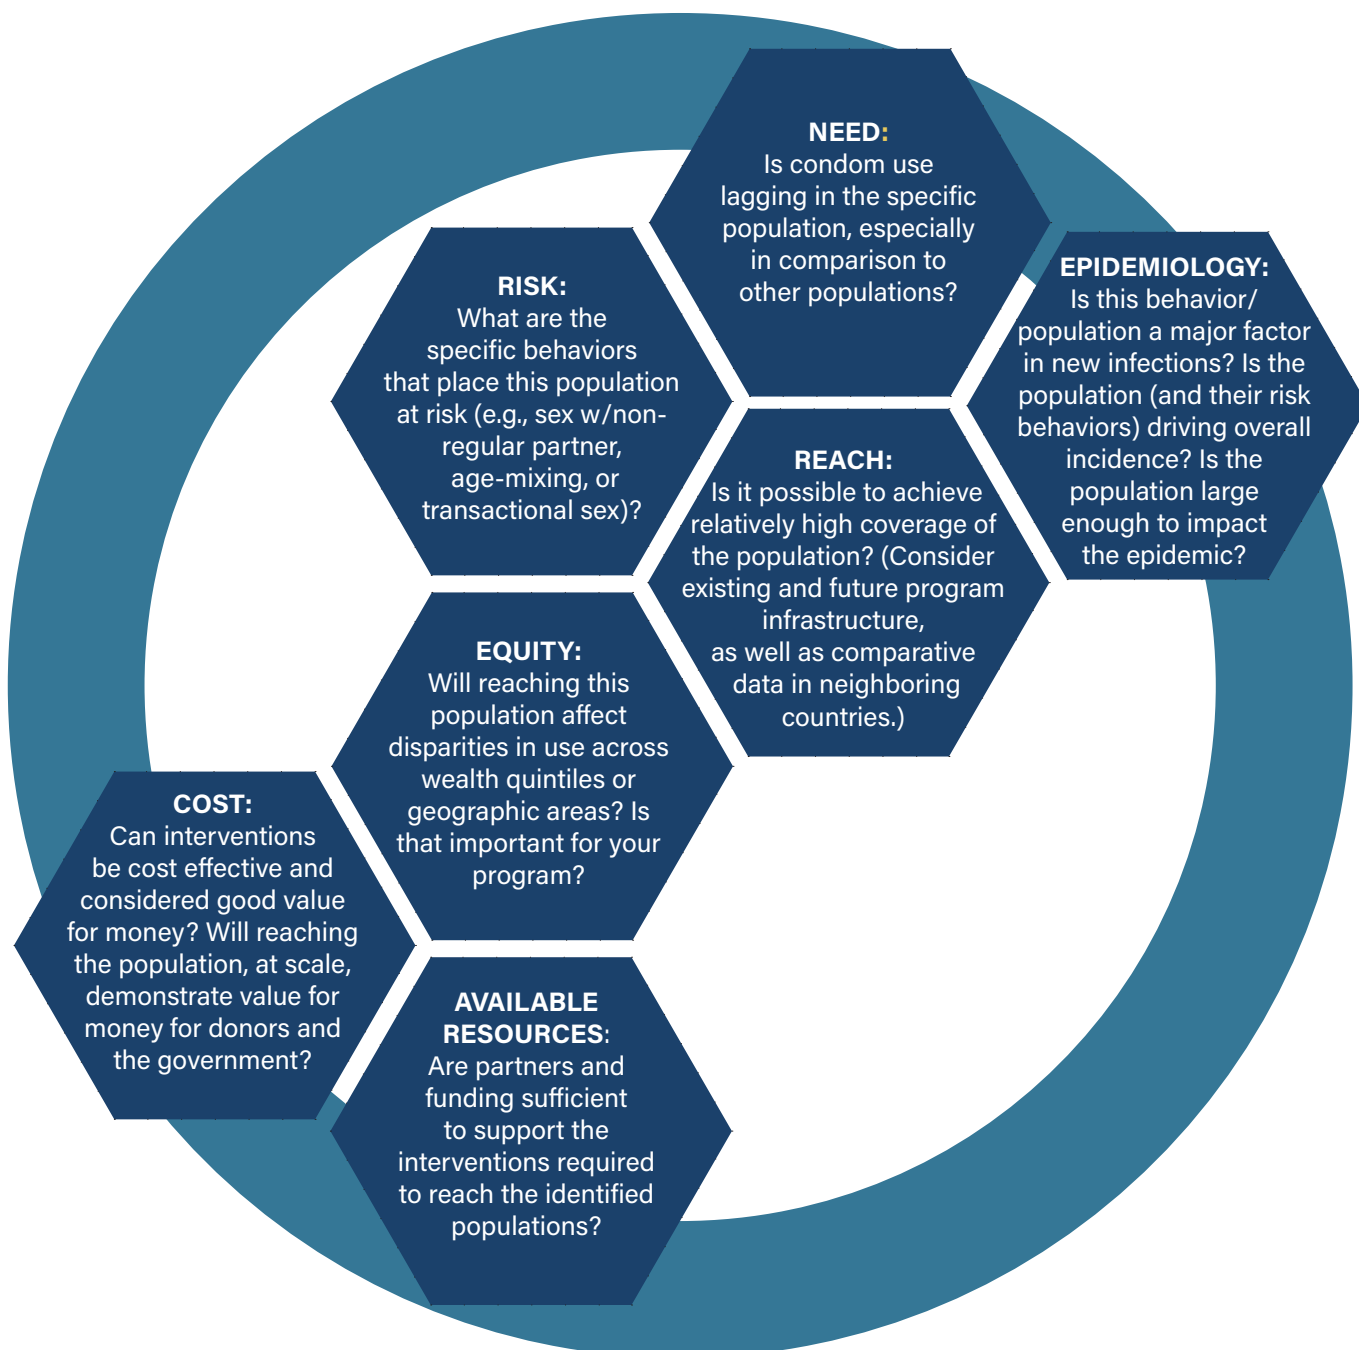 NEED:
Is condom use
lagging in the specific
population, especially
in comparison to
other populations?
EPIDEMIOLOGY:
Is this behavior/
population a major factor
in new infections? Is the
population (and their risk
behaviors) driving overall
incidence? Is the
population large
enough to impact
the epidemic?
RISK:
What are the
specific behaviors
that place this population
at risk (e.g., sex w/non-
regular partner,
age-mixing, or
transactional sex)?
REACH:
Is it possible to achieve
relatively high coverage of
the population? (Consider
existing and future program
infrastructure,
as well as comparative
data in neighboring
countries.)
EQUITY:
Will reaching this
population affect
disparities in use across
wealth quintiles or
geographic areas? Is
that important for your
program?
COST:
Can interventions
be cost effective and
considered good value
for money? Will reaching
the population, at scale,
demonstrate value for
money for donors and
the government?
AVAILABLE
RESOURCES:
Are partners and
funding sufficient
to support the
interventions required
to reach the identified
populations?